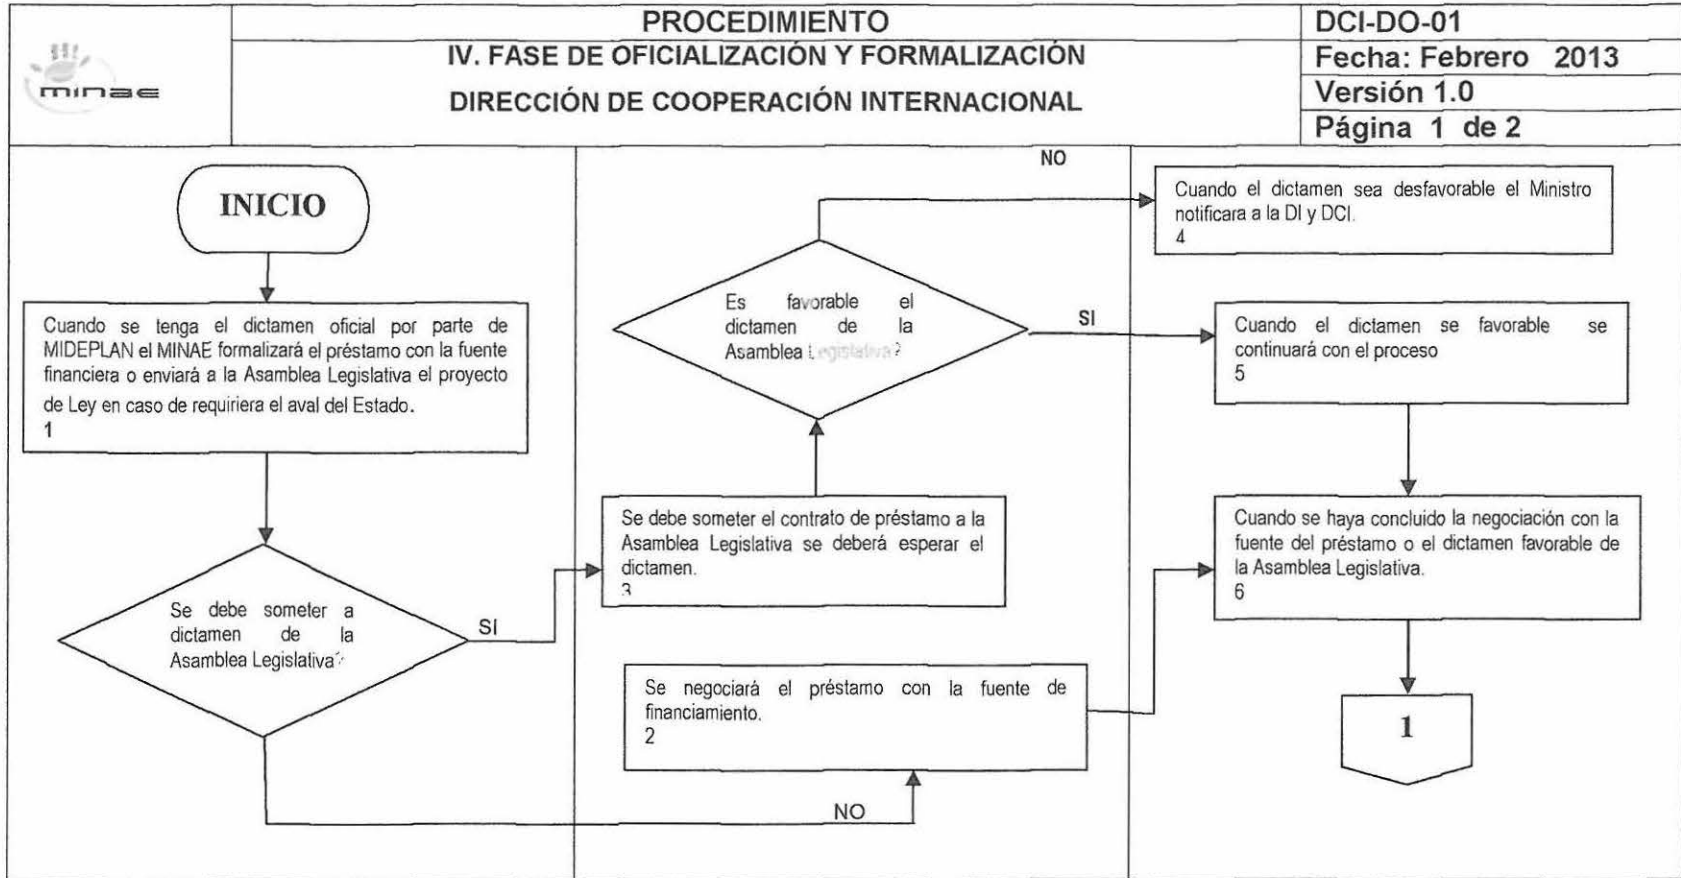 minae
PROCEDIMIENTO
IV. FASE DE OFICIALIZACIÓN Y FORMALIZACIÓN
DIRECCIÓN DE COOPERACIÓN INTERNACIONAL
DCI-DO-01
Fecha: Febrero 2013
Versión 1.0
Página 1 de 2
INICIO
Cuando se tenga el dictamen oficial por parte de
MIDEPLAN el MINAE formalizará el préstamo con la fuente
financiera o enviará a la Asamblea Legislativa el proyecto
de Ley en caso de requiriera el aval del Estado.
1
Se debe someter a
dictamen de la
Asamblea Legislativa?
SI
NO
Es favorable el
dictamen de la
Asamblea Legislativa?
NO
SI
Se debe someter el contrato de préstamo a la
Asamblea Legislativa se deberá esperar el
dictamen.
3
Se negociará el préstamo con la fuente de
financiamiento.
2
Cuando el dictamen sea desfavorable el Ministro
notificara a la DI y DCI.
4
Cuando el dictamen se favorable se
continuará con el proceso
5
Cuando se haya concluido la negociación con la
fuente del préstamo o el dictamen favorable de
la Asamblea Legislativa.
6
1